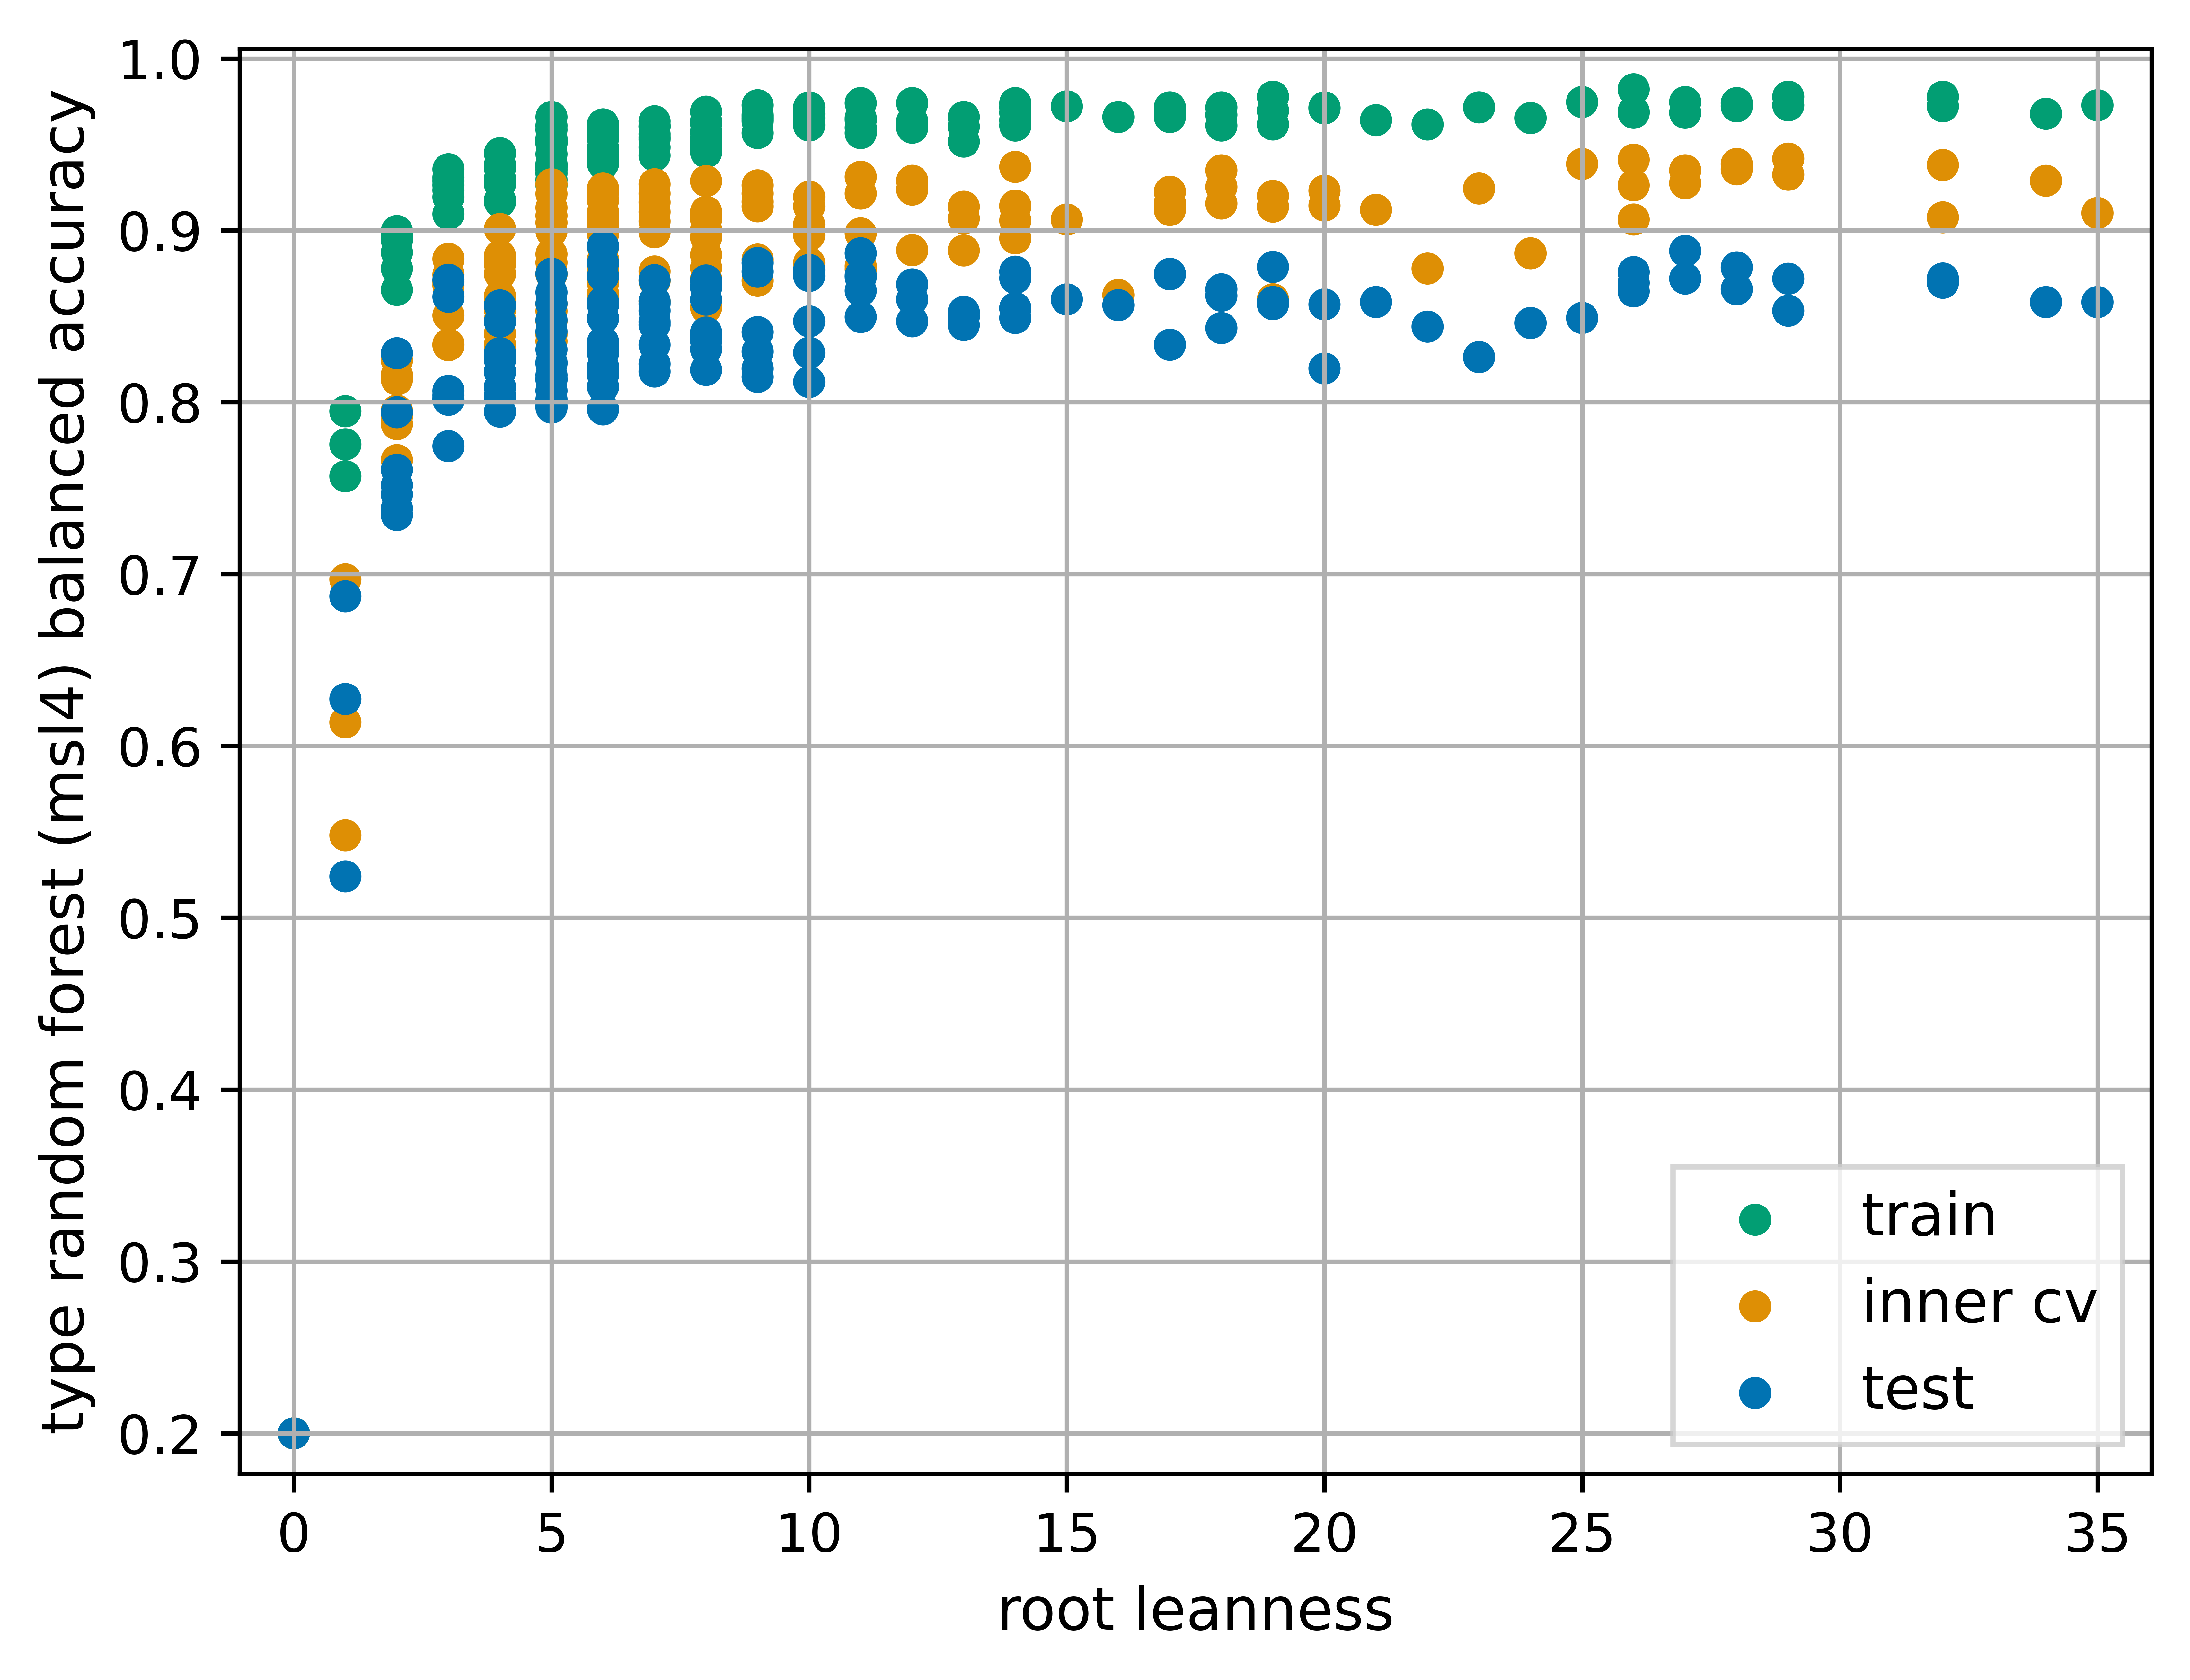 type random forest (msl4) balanced accuracy
1.0
0.9
0.8
0.7
0.6
0.5
0.4
0.3
0.2
0 5 10 15 20 25 30 35
root leanness
train
inner cv
test